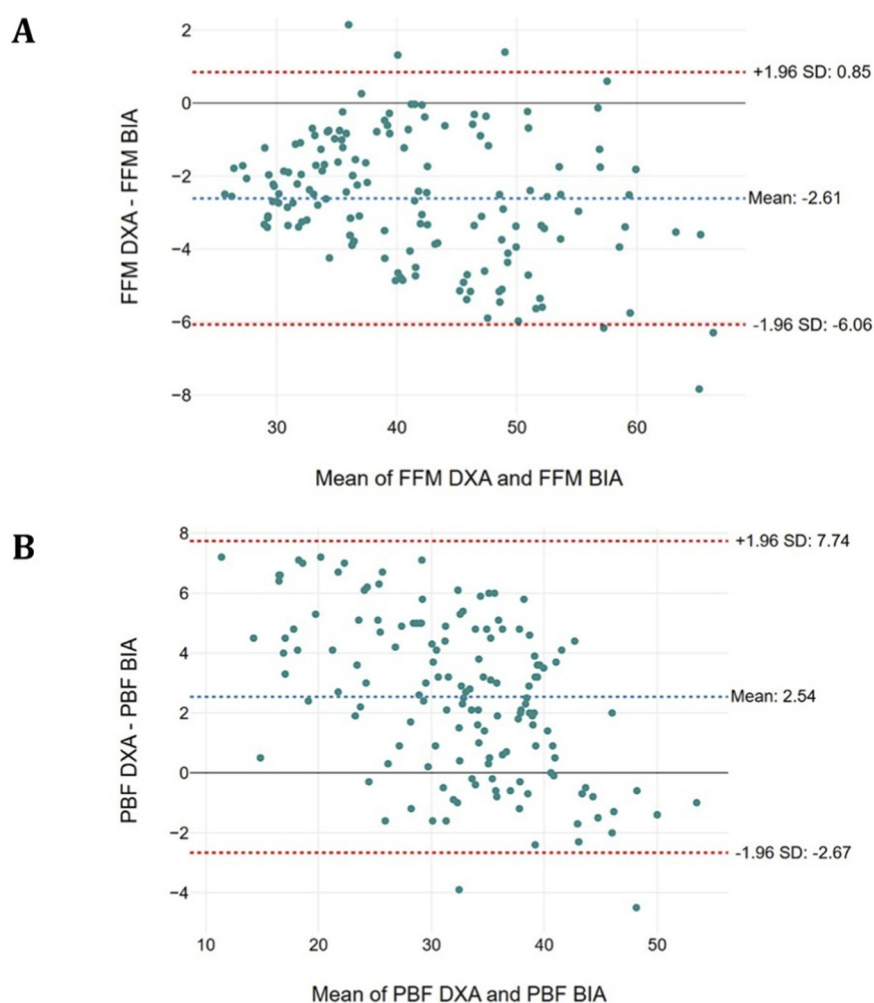 A
2
+1.96 SD: 0.85
0
−2
Mean: -2.61
−4
−6
-1.96 SD: -6.06
−8
FFM DXA - FFM BIA
30 40 50 60
Mean of FFM DXA and FFM BIA
B
8
+1.96 SD: 7.74
6
4
Mean: 2.54
2
0
−2
-1.96 SD: -2.67
−4
PBF DXA - PBF BIA
10 20 30 40 50
Mean of PBF DXA and PBF BIA